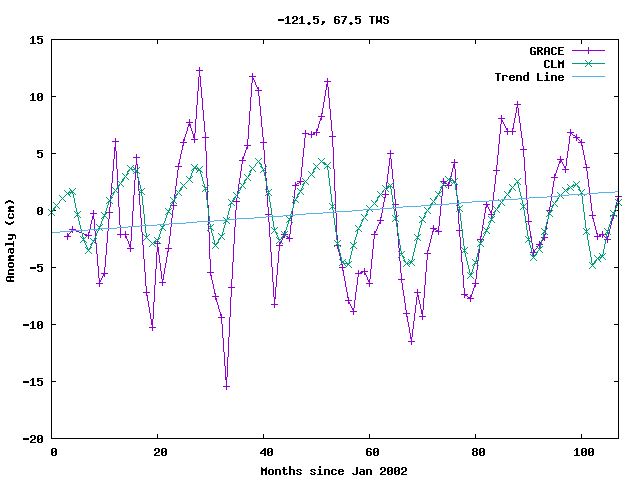 -121.5, 67.5 TWS
15
10
5
0
-5
-10
-15
-20
GRACE
CLM
Trend Line
Anomaly (cm)
0 20 40 60 80 100
Months since Jan 2002